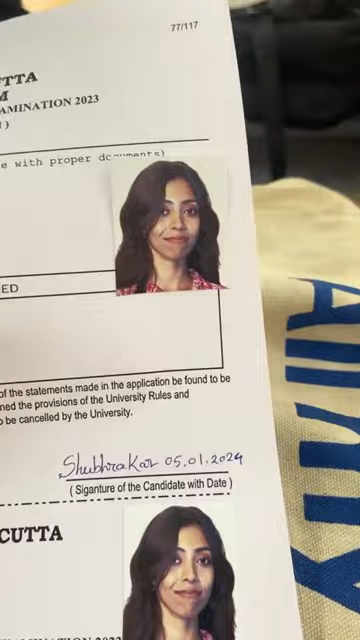 77/117
UTTA
M
AMINATION 2023
)
e with proper documents)
ED
of the statements made in the application be found to be
ned the provisions of the University Rules and
o be cancelled by the University.
Shubhra Kar 05.01.2024
( Siganture of the Candidate with Date )
CUTTA